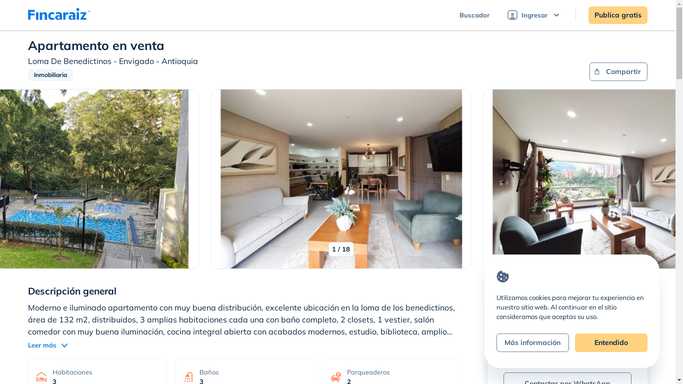 Fincaraiz
Buscador
Ingresar
Publica gratis
Apartamento en venta
Loma De Benedictinos - Envigado - Antioquia
Inmobiliaria
Compartir
1 / 18
Descripción general
Moderno e iluminado apartamento con muy buena distribución, excelente ubicación en la loma de los benedictinos,
área de 132 m2, distribuidos, 3 amplias habitaciones cada una con baño completo, 2 closets, 1 vestier, salón
comedor con muy buena iluminación, cocina integral abierta con acabados modernos, estudio, biblioteca, amplio...
Leer más
Habitaciones
3
Baños
3
Parqueaderos
2
Utilizamos cookies para mejorar tu experiencia en
nuestro sitio web. Al continuar en el sitio
consideramos que aceptas su uso.
Más información
Entendido
Contactar por WhatsApp